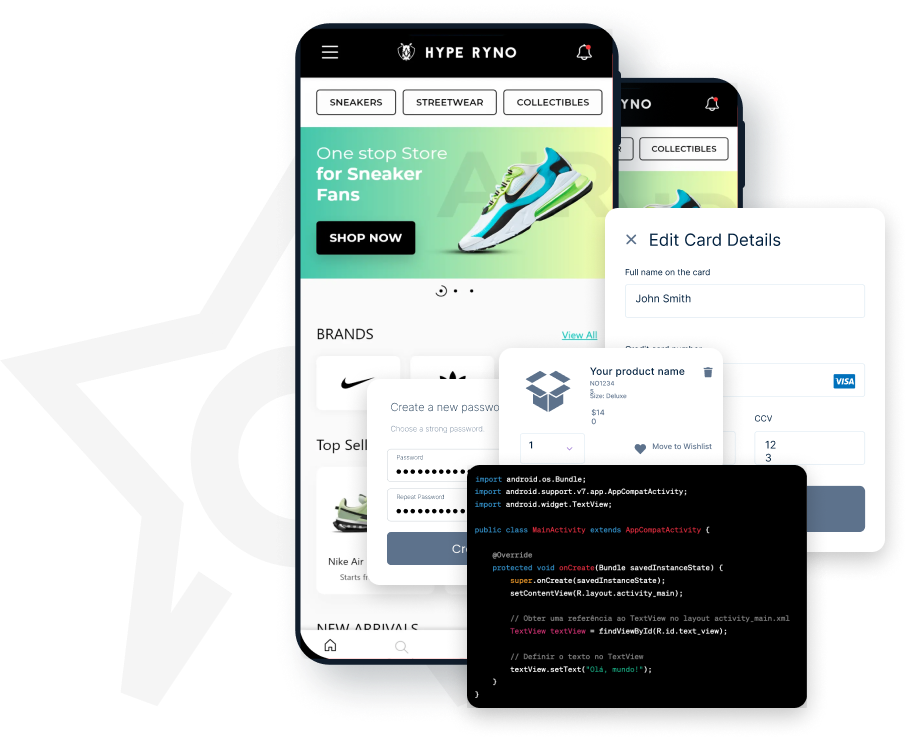 HYPE RYNO
SNEAKERS
STREETWEAR
COLLECTIBLES
One stop Store
for Sneaker
Fans
AIR
SHOP NOW
BRANDS
View All
Top Sell
Nike Air
Starts fr
NEW ARRIVALS
YNO
COLLECTIBLES
Edit Card Details
Full name on the card
John Smith
Credit card number
VISA
CCV
12
3
Create a new passwo
Choose a strong password.
Password
Repeat Password
Cr
Your product name
NO1234
5
Size: Deluxe
$14
0
1
Move to Wishlist
import android.os.Bundle;
import android.support.v7.app.AppCompatActivity;
import android.widget.TextView;
public class MainActivity extends AppCompatActivity {
@Override
protected void onCreate(Bundle savedInstanceState) {
super.onCreate(savedInstanceState);
setContentView(R.layout.activity_main);
// Obter uma referência ao TextView no layout activity_main.xml
TextView textView = findViewById(R.id.text_view);
// Definir o texto no TextView
textView.setText("Olá, mundo!");
}
}